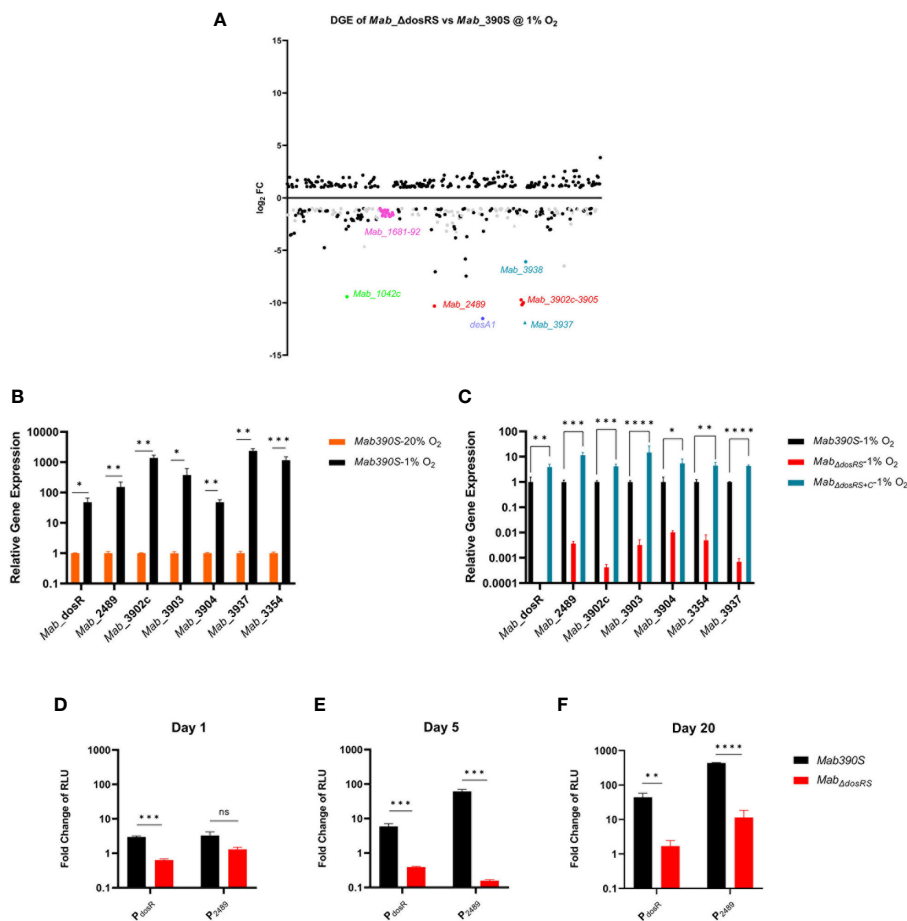 A
DGE of Mab_ΔdosRS vs Mab_390S @ 1% O2
15
10
5
0
-5
-10
-15
log2 FC
Mab_1681-92
Mab_3938
Mab_1042c
Mab_2489
Mab_3902c-3905
desA1
Mab_3937
B
Relative Gene Expression
10000
1000
100
10
1
0.1
* ** ** * ** ** ***
Mab_dosR
Mab_2489
Mab_3902c
Mab_3903
Mab_3904
Mab_3937
Mab_3354
Mab390S-20% O2
Mab390S-1% O2
C
Relative Gene Expression
100
10
1
0.1
0.01
0.001
0.0001
** *** *** **** * ** ****
Mab_dosR
Mab_2489
Mab_3902c
Mab_3903
Mab_3904
Mab_3354
Mab_3937
Mab390S-1% O2
MabΔdosRS-1% O2
MabΔdosRS+C-1% O2
D
Day 1
Fold Change of RLU
1000
100
10
1
0.1
*** ns
PdosR P2489
E
Day 5
Fold Change of RLU
1000
100
10
1
0.1
*** ***
PdosR P2489
F
Day 20
Fold Change of RLU
1000
100
10
1
0.1
** ****
PdosR P2489
Mab390S
MabΔdosRS